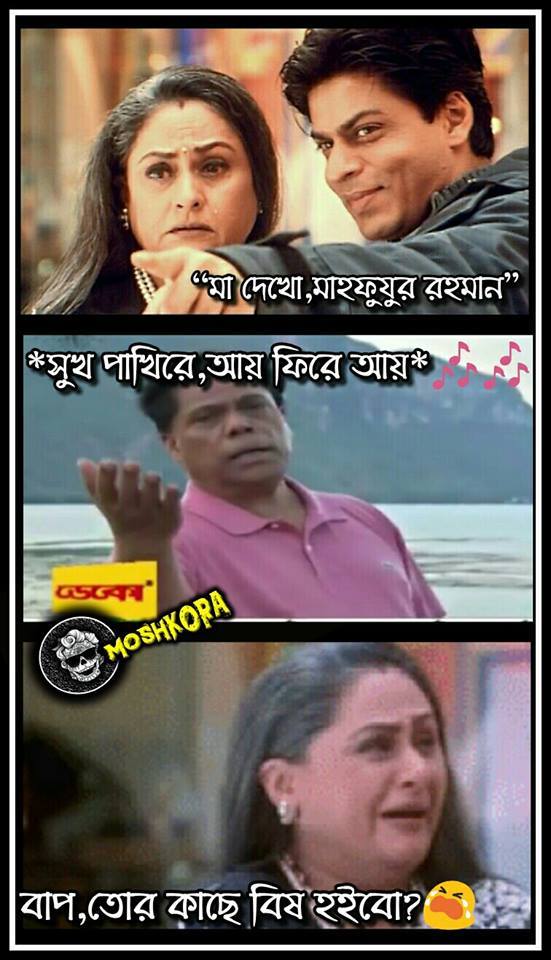 “মা দেখো,মাহফুযুর রহমান”
*সুখ পাখিরে,আয় ফিরে আয়*
ডেকো
MOSHKORA
বাপ,তোর কাছে বিষ হইবো?